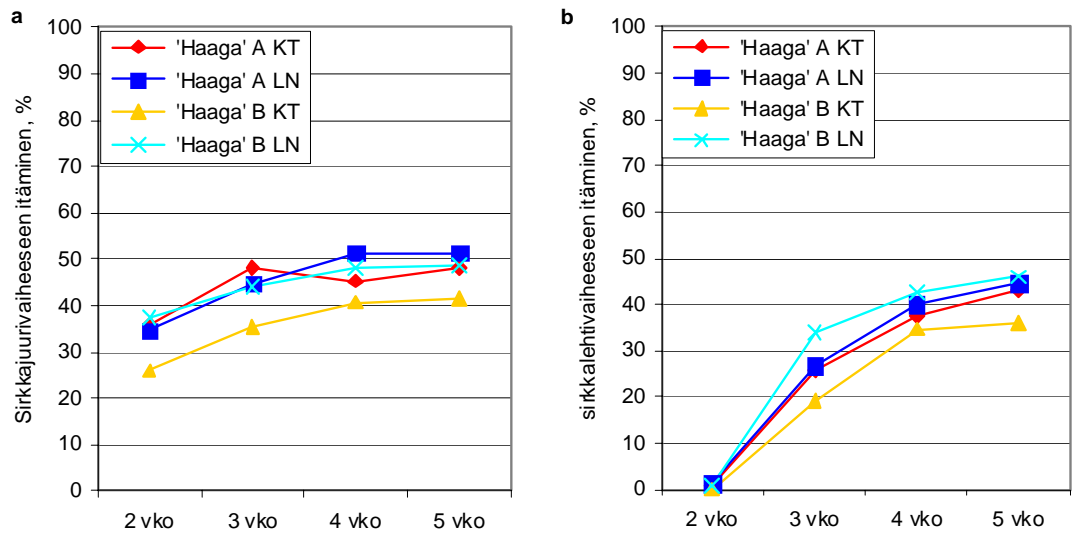 a
Sirkkajuurivaiheeseen itäminen, %
100
90
80
70
60
50
40
30
20
10
0
'Haaga' A KT
'Haaga' A LN
'Haaga' B KT
'Haaga' B LN
2 vko 3 vko 4 vko 5 vko
b
sirkkalehtivaiheeseen itäminen, %
100
90
80
70
60
50
40
30
20
10
0
'Haaga' A KT
'Haaga' A LN
'Haaga' B KT
'Haaga' B LN
2 vko 3 vko 4 vko 5 vko